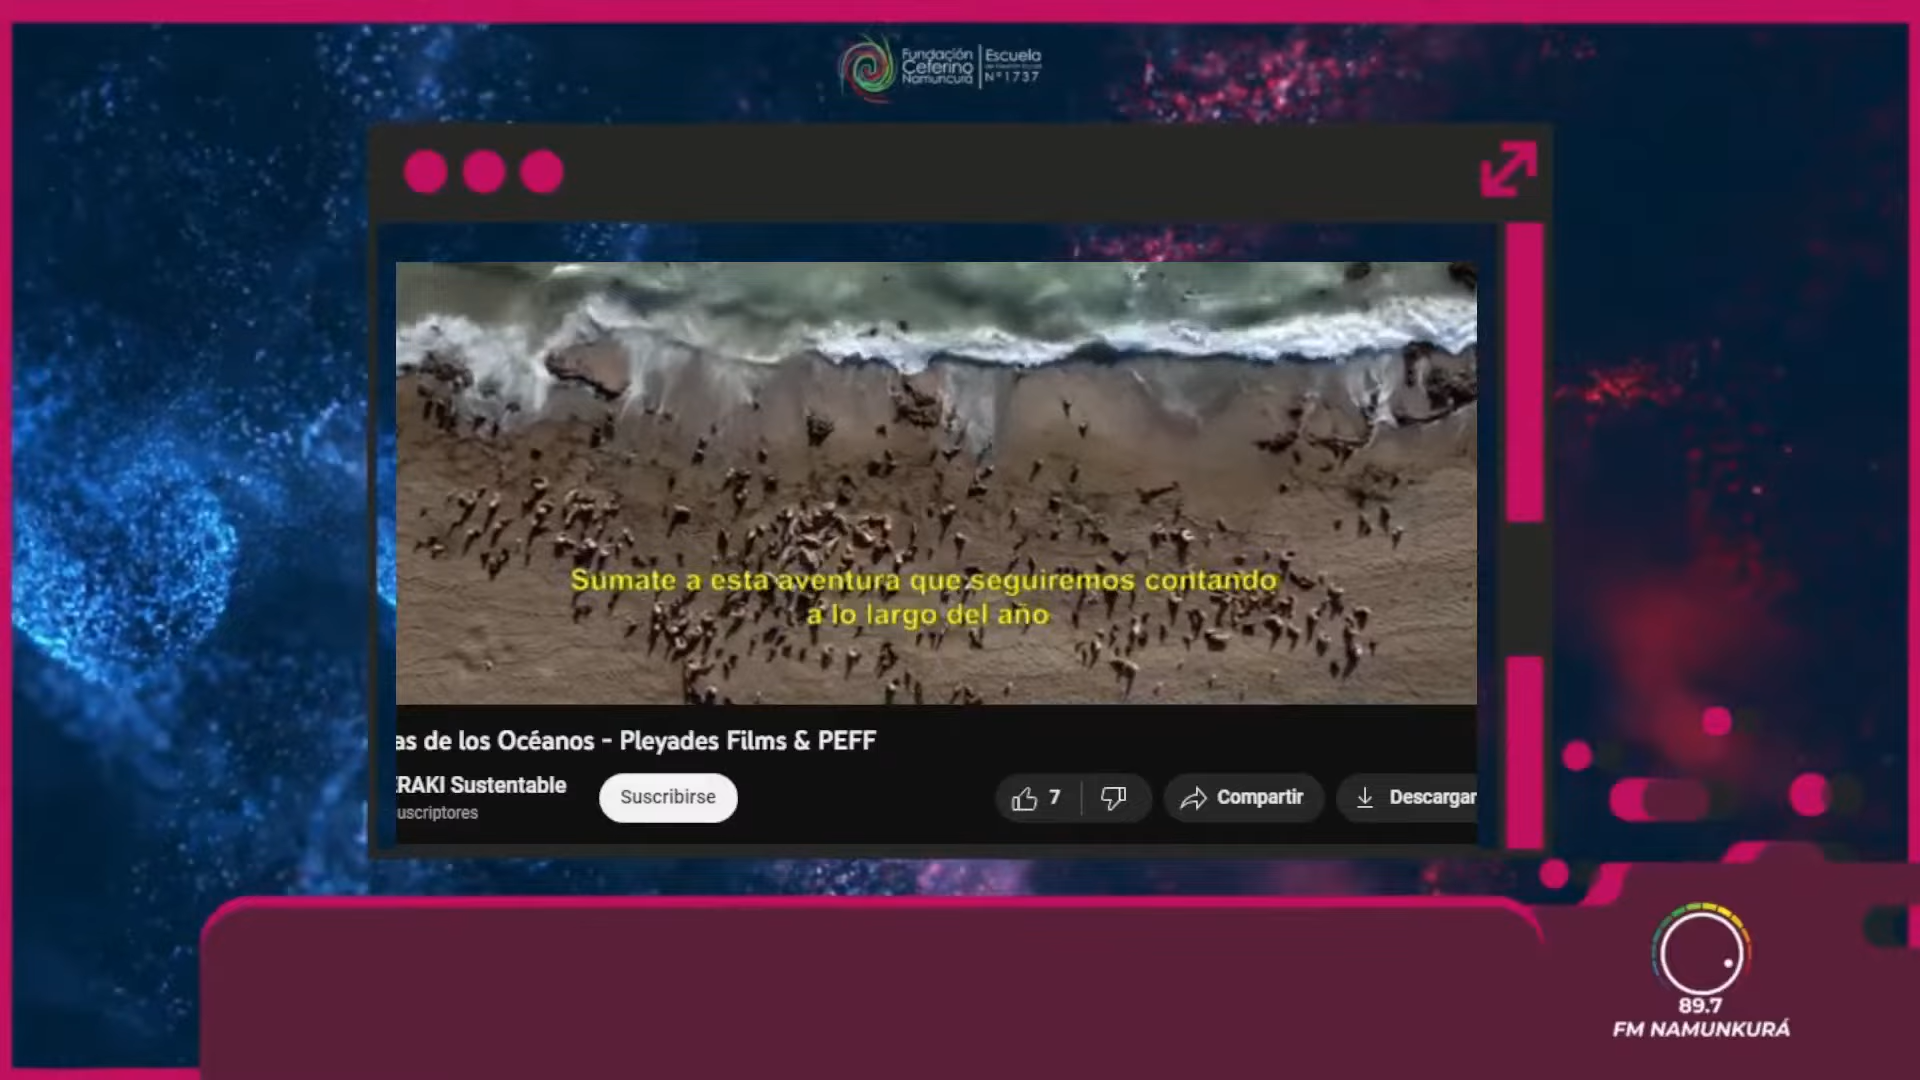 Fundación
Ceferino
Namuncurá
Escuela
N°1737
Sumate a esta aventura que seguiremos contando
a lo largo del año
as de los Océanos - Pleyades Films & PEFF
ERAKI Sustentable
uscriptores
Suscribirse
7
Compartir
Descargar
89.7
FM NAMUNKURÁ